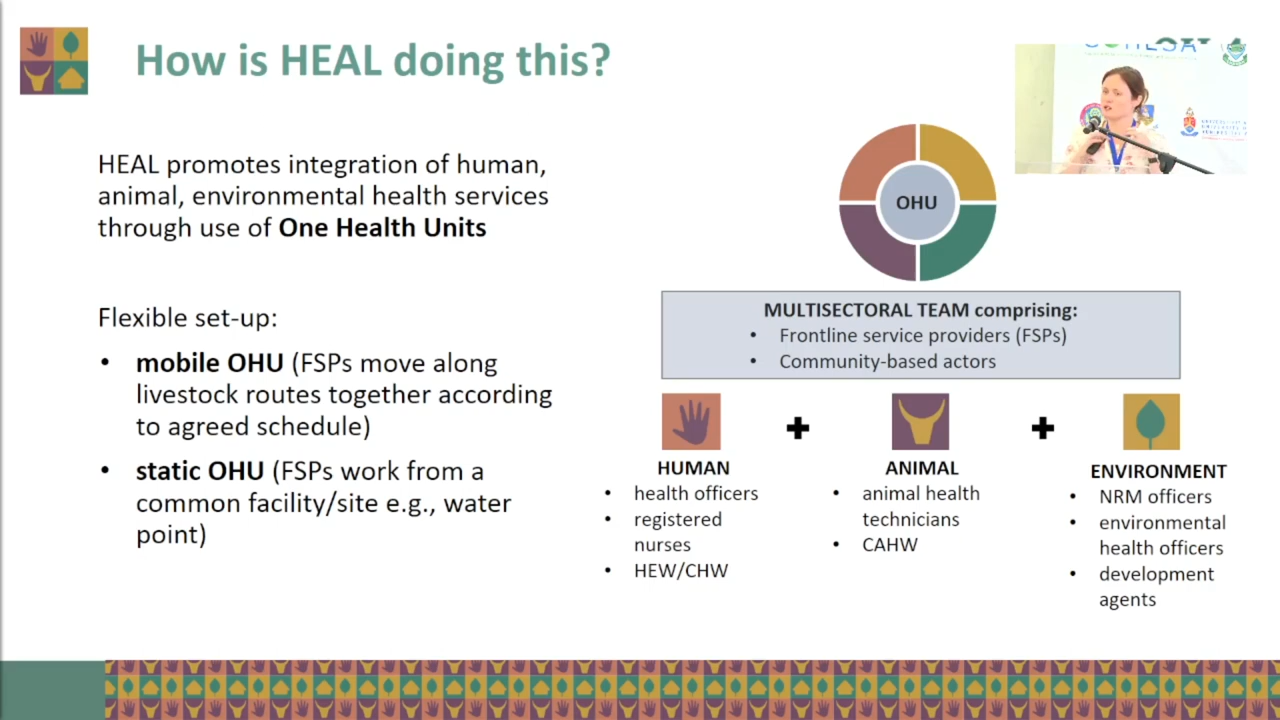 How is HEAL doing this?
HEAL promotes integration of human,
animal, environmental health services
through use of One Health Units
Flexible set-up:
• mobile OHU (FSPs move along
livestock routes together according
to agreed schedule)
• static OHU (FSPs work from a
common facility/site e.g., water
point)
OHU
MULTISECTORAL TEAM comprising:
• Frontline service providers (FSPs)
• Community-based actors
HUMAN
• health officers
• registered
nurses
• HEW/CHW
ANIMAL
• animal health
technicians
• CAHW
ENVIRONMENT
• NRM officers
• environmental
health officers
• development
agents